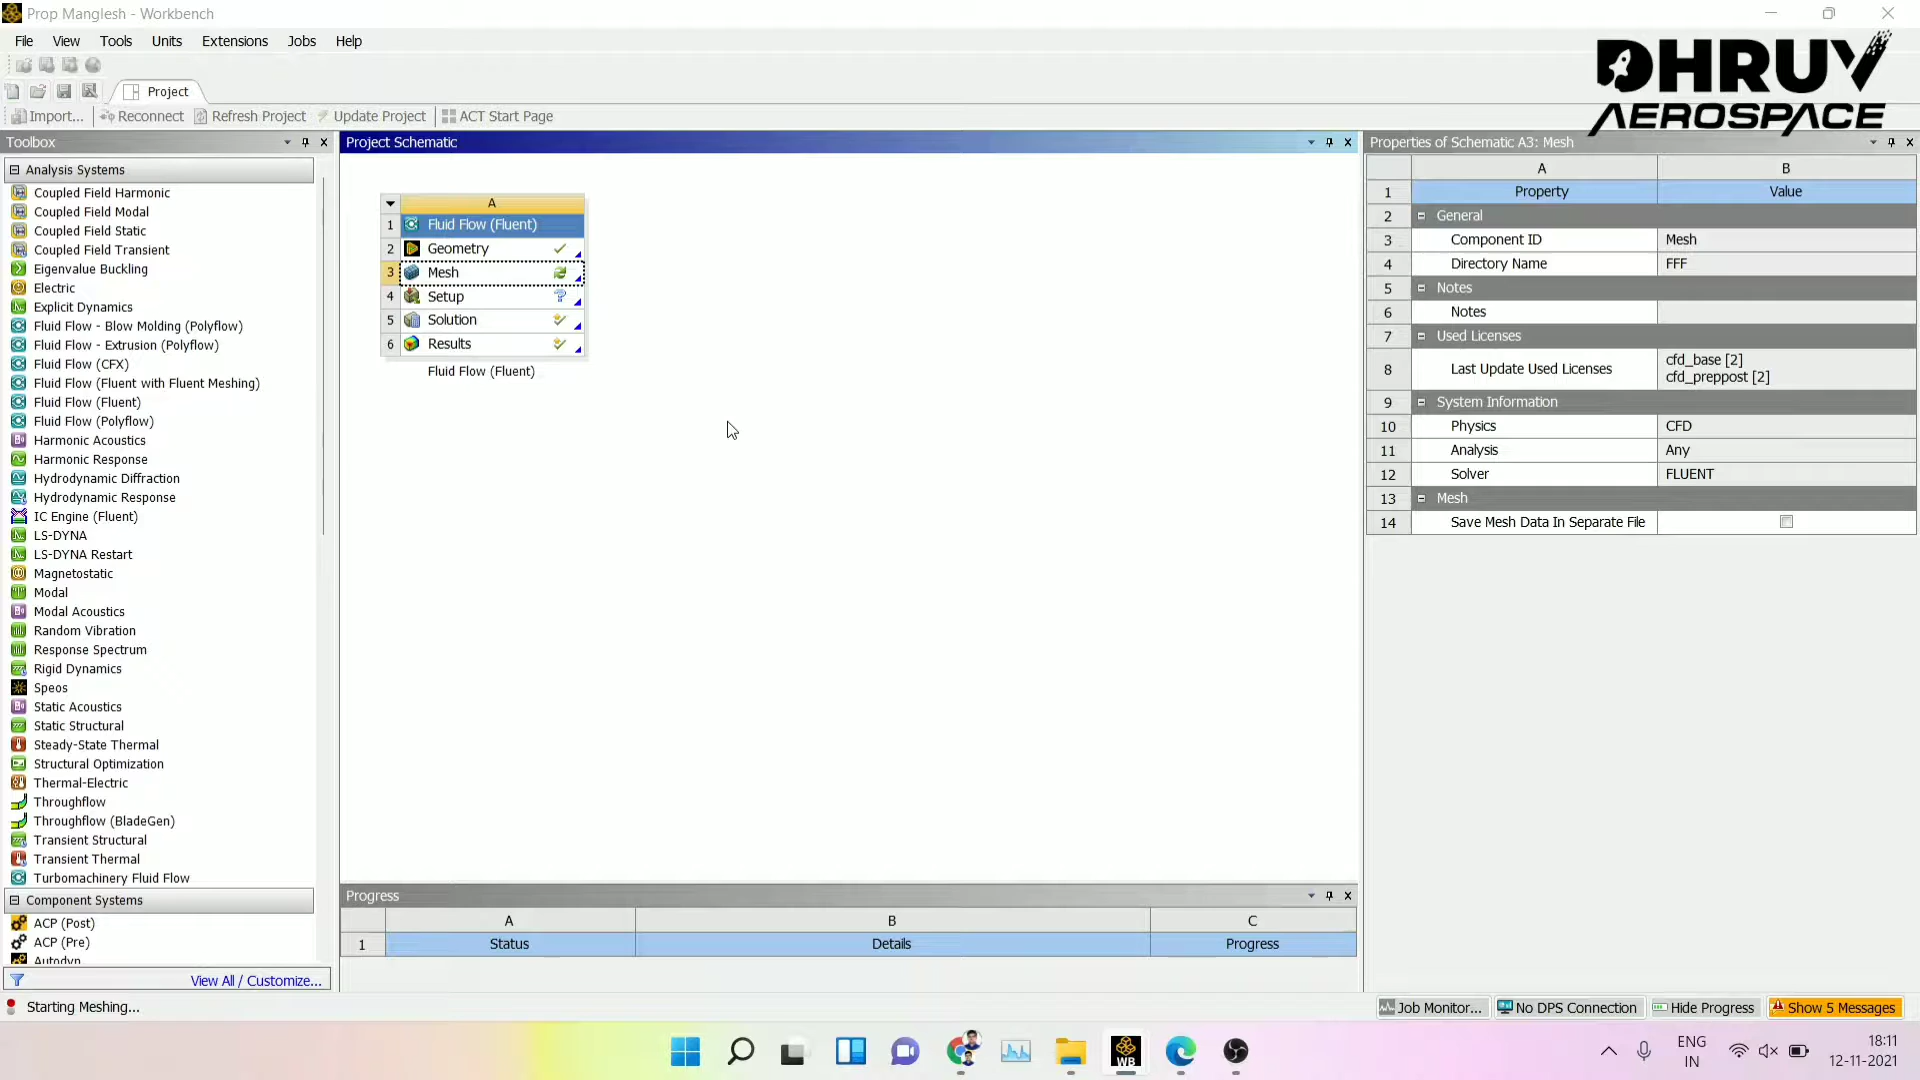 Prop Manglesh - Workbench
File View Tools Units Extensions Jobs Help
DHRUV
AEROSPACE
Project
Import... Reconnect Refresh Project Update Project ACT Start Page
Toolbox
Analysis Systems
Coupled Field Harmonic
Coupled Field Modal
Coupled Field Static
Coupled Field Transient
Eigenvalue Buckling
Electric
Explicit Dynamics
Fluid Flow - Blow Molding (Polyflow)
Fluid Flow - Extrusion (Polyflow)
Fluid Flow (CFX)
Fluid Flow (Fluent with Fluent Meshing)
Fluid Flow (Fluent)
Fluid Flow (Polyflow)
Harmonic Acoustics
Harmonic Response
Hydrodynamic Diffraction
Hydrodynamic Response
IC Engine (Fluent)
LS-DYNA
LS-DYNA Restart
Magnetostatic
Modal
Modal Acoustics
Random Vibration
Response Spectrum
Rigid Dynamics
Speos
Static Acoustics
Static Structural
Steady-State Thermal
Structural Optimization
Thermal-Electric
Throughflow
Throughflow (BladeGen)
Transient Structural
Transient Thermal
Turbomachinery Fluid Flow
Component Systems
ACP (Post)
ACP (Pre)
Autodyn
View All / Customize...
Project Schematic
A
1 Fluid Flow (Fluent)
2 Geometry
3 Mesh
4 Setup
5 Solution
6 Results
Fluid Flow (Fluent)
Progress
A B C
1 Status Details Progress
Properties of Schematic A3: Mesh
A B
1 Property Value
2 General
3 Component ID Mesh
4 Directory Name FFF
5 Notes
6 Notes
7 Used Licenses
8 Last Update Used Licenses cfd_base [2]
cfd_preppost [2]
9 System Information
10 Physics CFD
11 Analysis Any
12 Solver FLUENT
13 Mesh
14 Save Mesh Data In Separate File
Starting Meshing... Job Monitor... No DPS Connection Hide Progress Show 5 Messages
WB
ENG
IN
18:11
12-11-2021